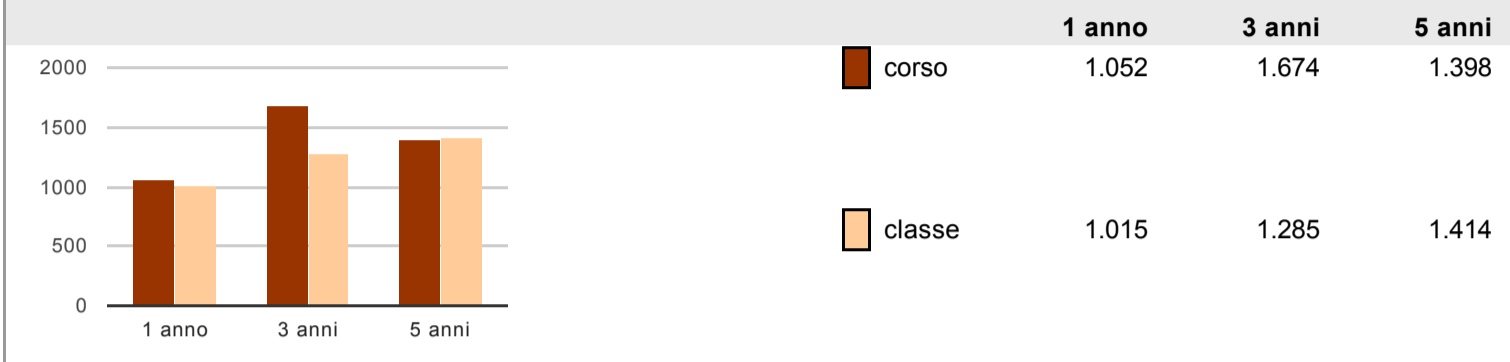 1 anno 3 anni 5 anni
corso 1.052 1.674 1.398
classe 1.015 1.285 1.414
2000
1500
1000
500
0
1 anno 3 anni 5 anni